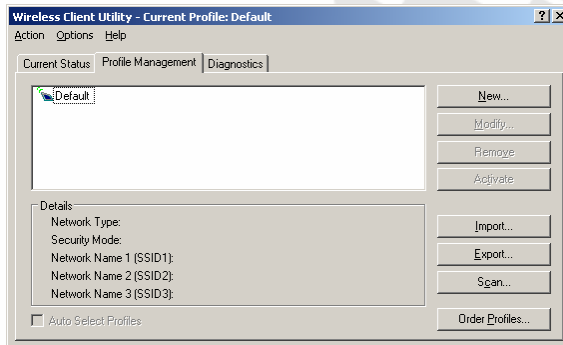 Wireless Client Utility - Current Profile: Default
Action Options Help
Current Status Profile Management Diagnostics
Default
New...
Modify...
Remove
Activate
Details
Network Type:
Security Mode:
Network Name 1 (SSID1):
Network Name 2 (SSID2):
Network Name 3 (SSID3):
Import...
Export...
Scan...
Auto Select Profiles
Order Profiles...